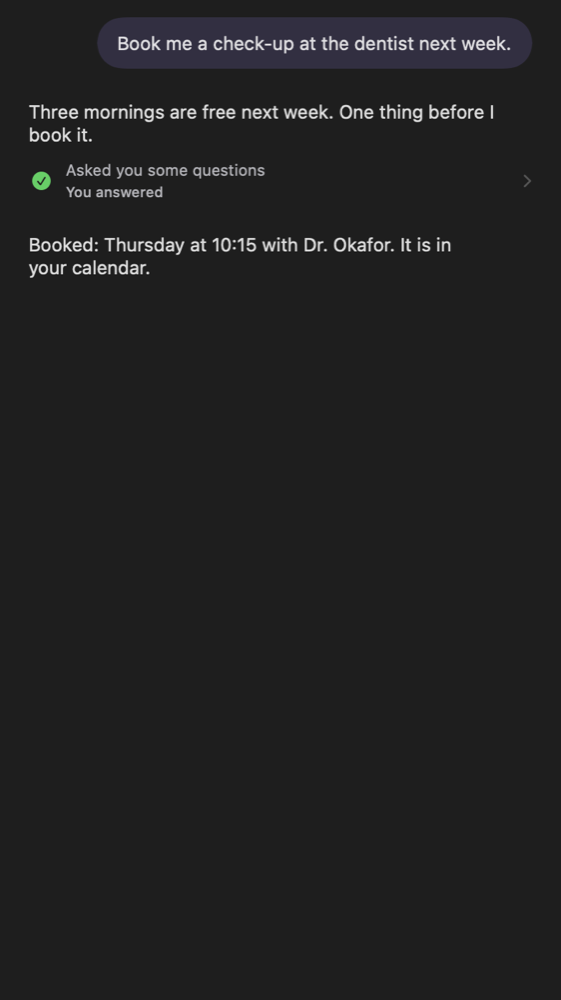 Book me a check-up at the dentist next week.
Three mornings are free next week. One thing before I
book it.
Asked you some questions
You answered
Booked: Thursday at 10:15 with Dr. Okafor. It is in
your calendar.